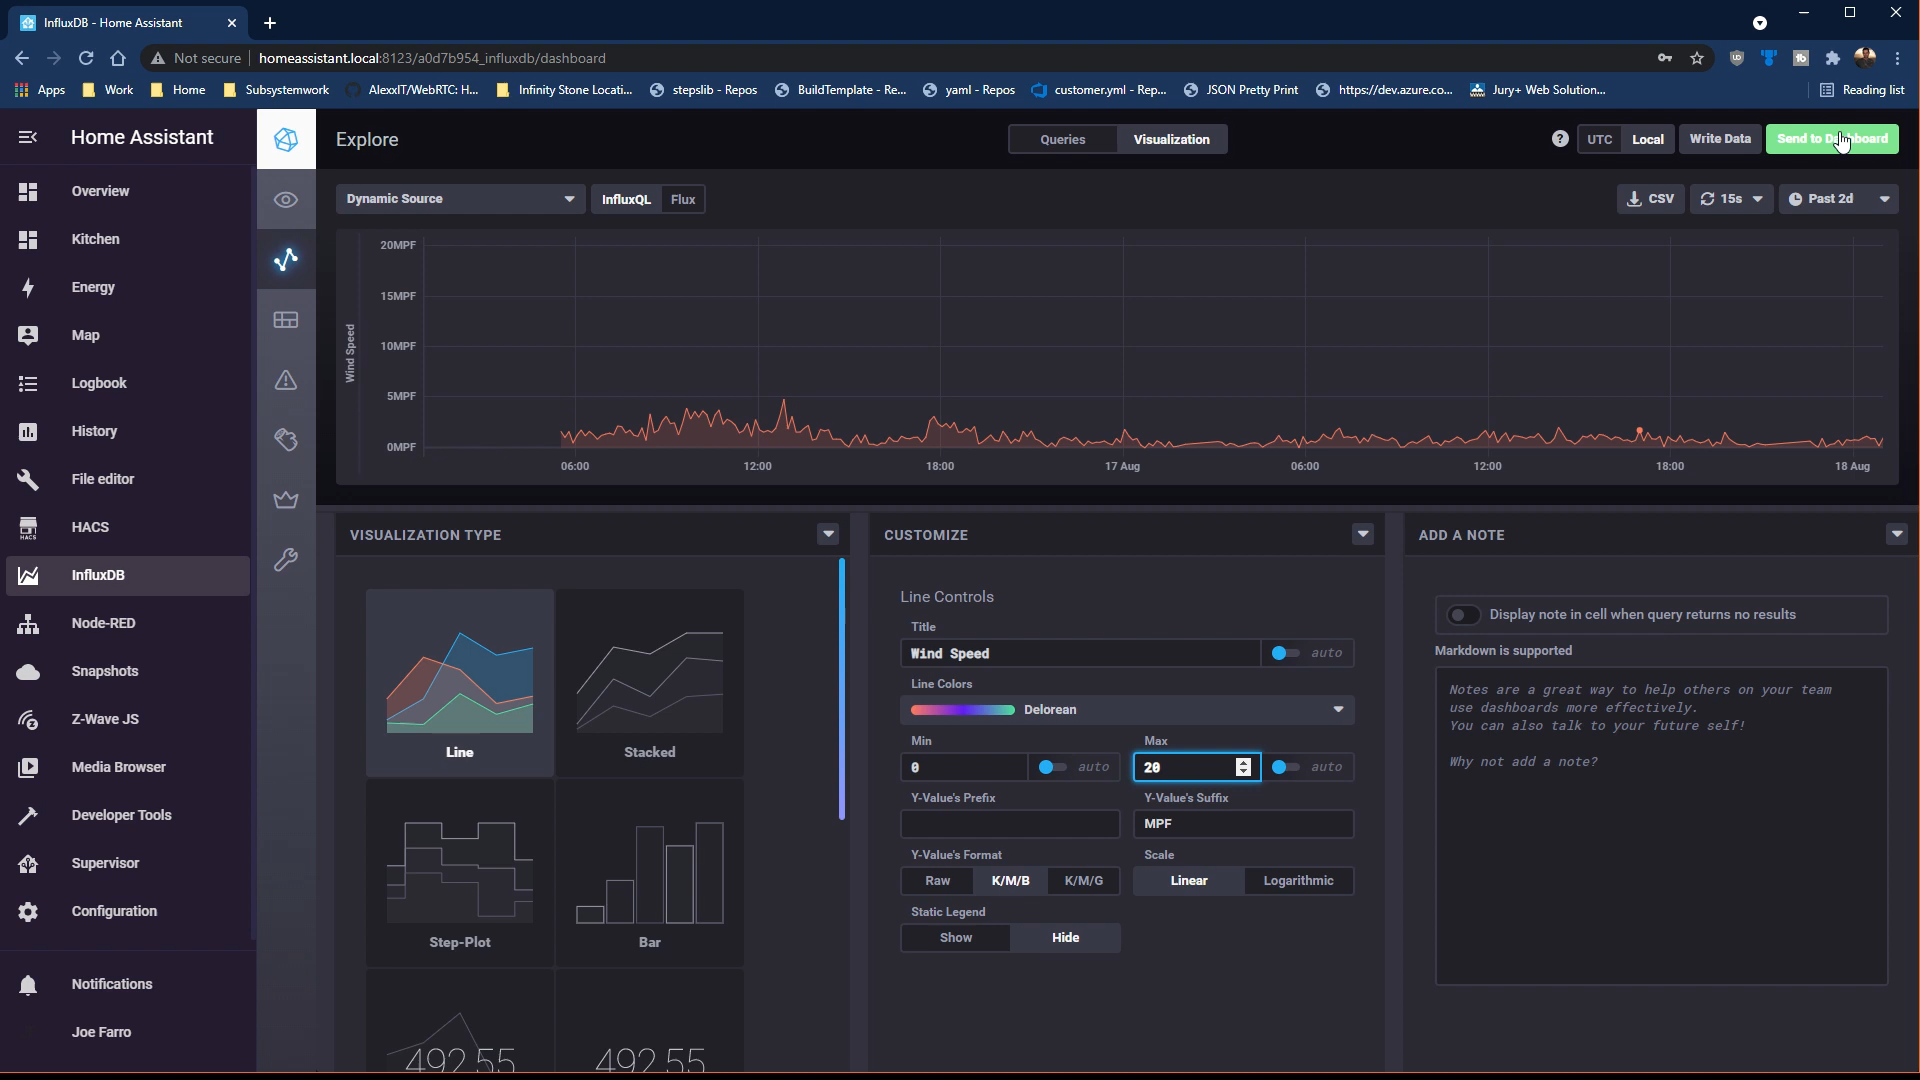 InfluxDB - Home Assistant
Not secure
homeassistant.local:8123/a0d7b954_influxdb/dashboard
Apps
Work
Home
Subsystemwork
AlexxIT/WebRTC: H...
Infinity Stone Locati...
stepslib - Repos
BuildTemplate - Re...
yaml - Repos
customer.yml - Rep...
JSON Pretty Print
https://dev.azure.co...
Jury+ Web Solution...
Reading list
Home Assistant
Overview
Kitchen
Energy
Map
Logbook
History
File editor
HACS
HACS
InfluxDB
Node-RED
Snapshots
Z-Wave JS
Media Browser
Developer Tools
Supervisor
Configuration
Notifications
Joe Farro
Explore
Queries
Visualization
?
UTC
Local
Write Data
Send to Dashboard
Dynamic Source
InfluxQL
Flux
CSV
15s
Past 2d
Wind Speed
20MPF
15MPF
10MPF
5MPF
0MPF
06:00
12:00
18:00
17 Aug
06:00
12:00
18:00
18 Aug
VISUALIZATION TYPE
Line
Stacked
Step-Plot
Bar
492.55
492.55
CUSTOMIZE
Line Controls
Title
Wind Speed
auto
Line Colors
Delorean
Min
Max
0
auto
20
auto
Y-Value's Prefix
Y-Value's Suffix
MPF
Y-Value's Format
Scale
Raw
K/M/B
K/M/G
Linear
Logarithmic
Static Legend
Show
Hide
ADD A NOTE
Display note in cell when query returns no results
Markdown is supported
Notes are a great way to help others on your team
use dashboards more effectively.
You can also talk to your future self!
Why not add a note?